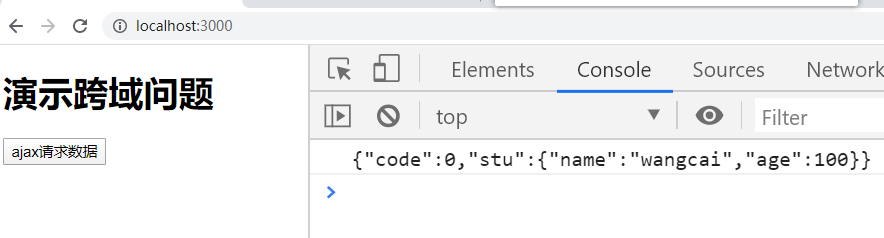 localhost:3000
演示跨域问题
ajax请求数据
Elements Console Sources Network
top Filter
{"code":0,"stu":{"name":"wangcai","age":100}}